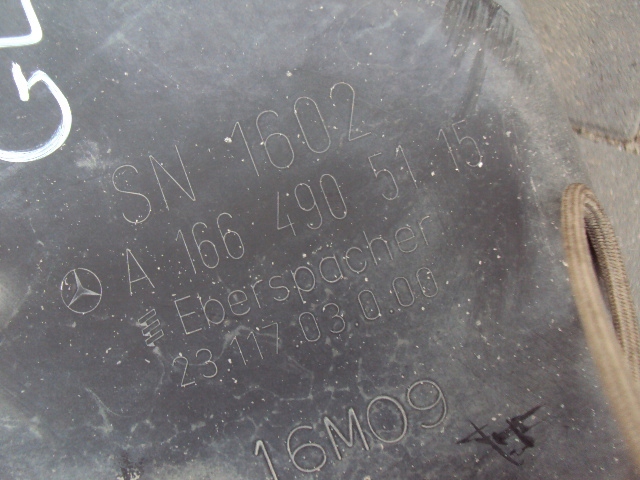 SN 1602
A 166 490 51 15
Eberspächer
23.117.03.0.00
16M09